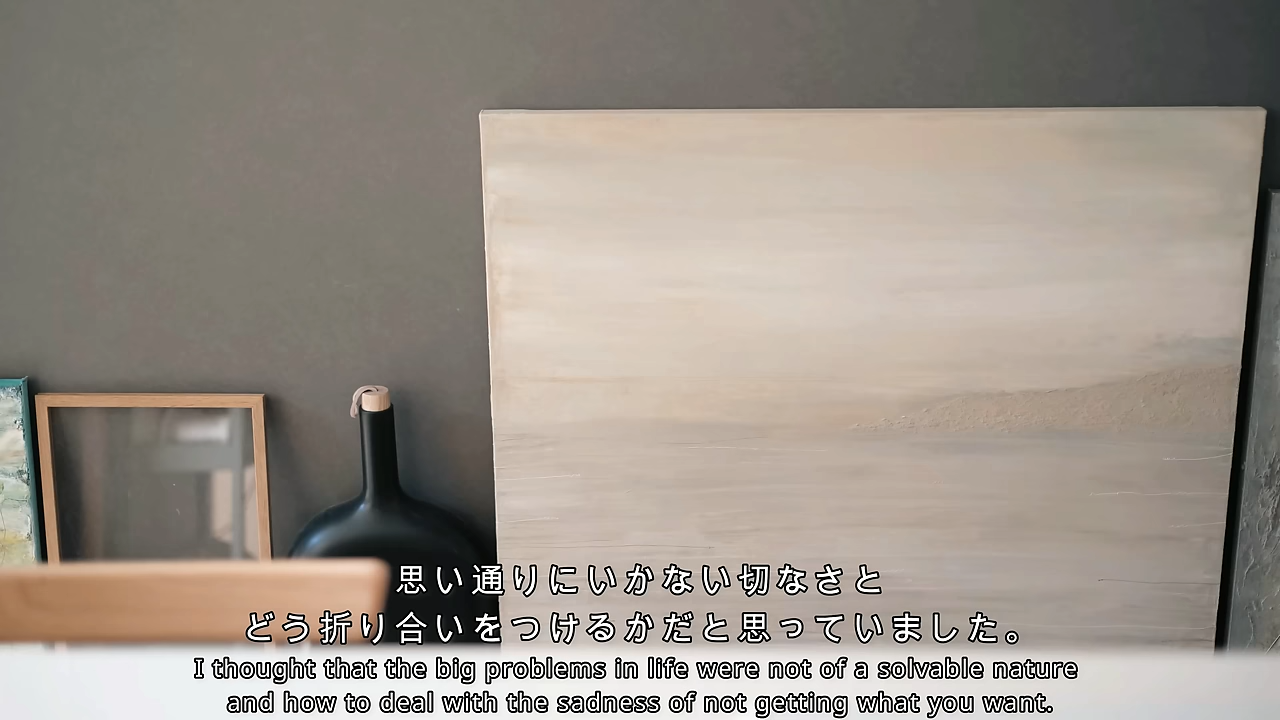 思い通りにいかない切なさと
どう折り合いをつけるかだと思っていました。
I thought that the big problems in life were not of a solvable nature
and how to deal with the sadness of not getting what you want.